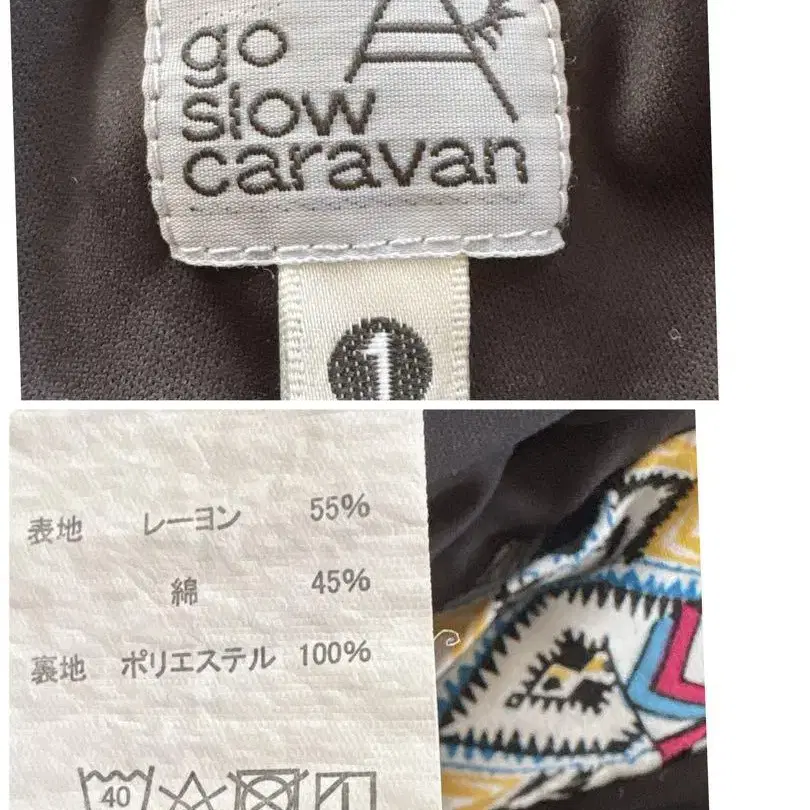 go
slow
caravan
1
表地 レーヨン 55%
綿 45%
裏地 ポリエステル 100%
40